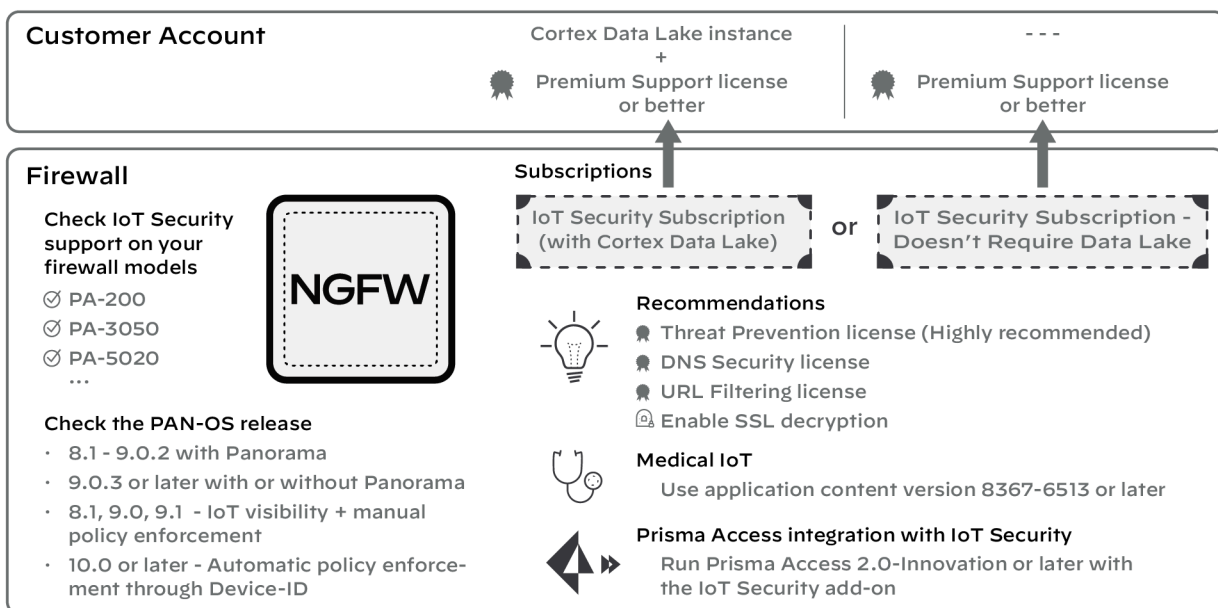 Customer Account
Cortex Data Lake instance
+
Premium Support license
or better
- - -
Premium Support license
or better
Firewall
Check IoT Security
support on your
firewall models
PA-200
PA-3050
PA-5020
...
NGFW
Check the PAN-OS release
· 8.1 - 9.0.2 with Panorama
· 9.0.3 or later with or without Panorama
· 8.1, 9.0, 9.1 - IoT visibility + manual
policy enforcement
· 10.0 or later - Automatic policy enforce-
ment through Device-ID
Subscriptions
IoT Security Subscription
(with Cortex Data Lake)
or
IoT Security Subscription -
Doesn't Require Data Lake
Recommendations
Threat Prevention license (Highly recommended)
DNS Security license
URL Filtering license
Enable SSL decryption
Medical IoT
Use application content version 8367-6513 or later
Prisma Access integration with IoT Security
Run Prisma Access 2.0-Innovation or later with
the IoT Security add-on